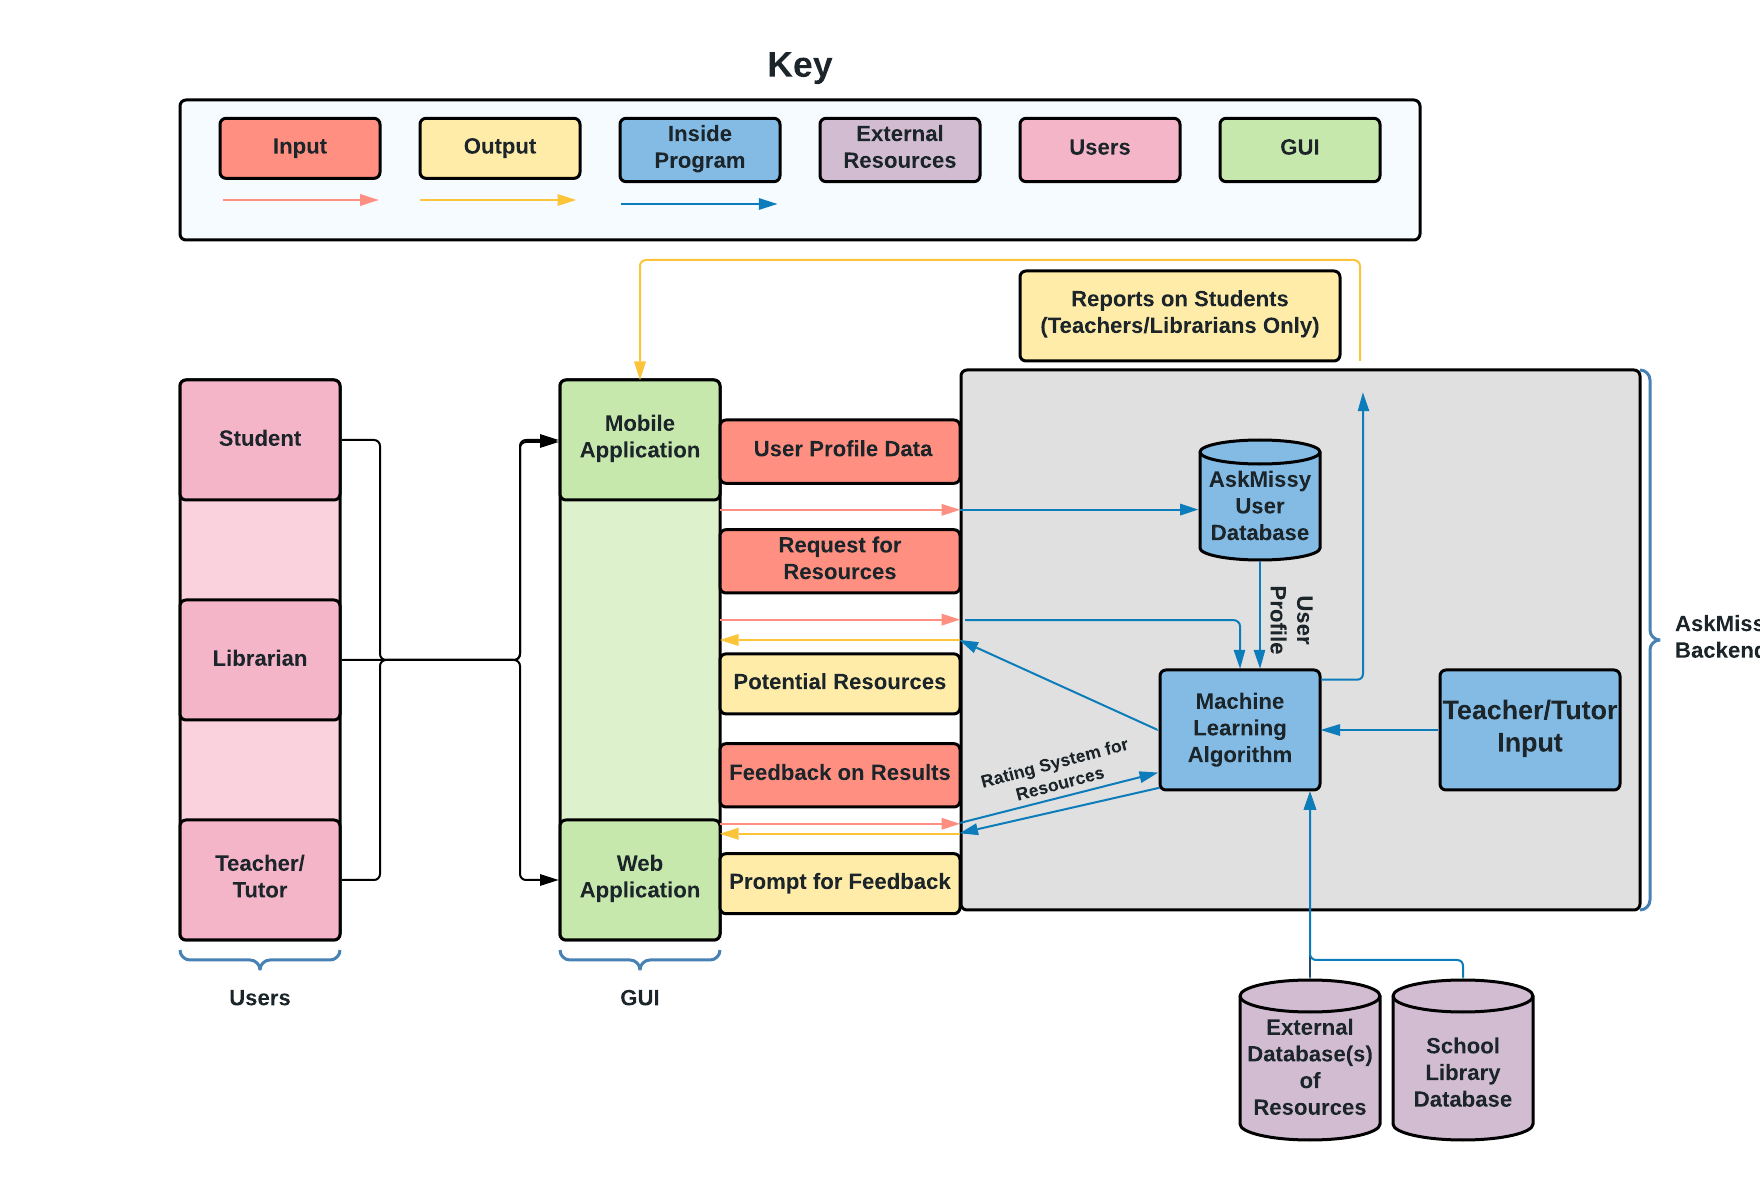 Key
Input
Output
Inside
Program
External
Resources
Users
GUI
Reports on Students
(Teachers/Librarians Only)
Student
Librarian
Teacher/
Tutor
Users
Mobile
Application
Web
Application
GUI
User Profile Data
Request for
Resources
Potential Resources
Feedback on Results
Prompt for Feedback
AskMissy
User
Database
User
Profile
Machine
Learning
Algorithm
Teacher/Tutor
Input
Rating System for
Resources
AskMiss
Backend
External
Database(s)
of
Resources
School
Library
Database